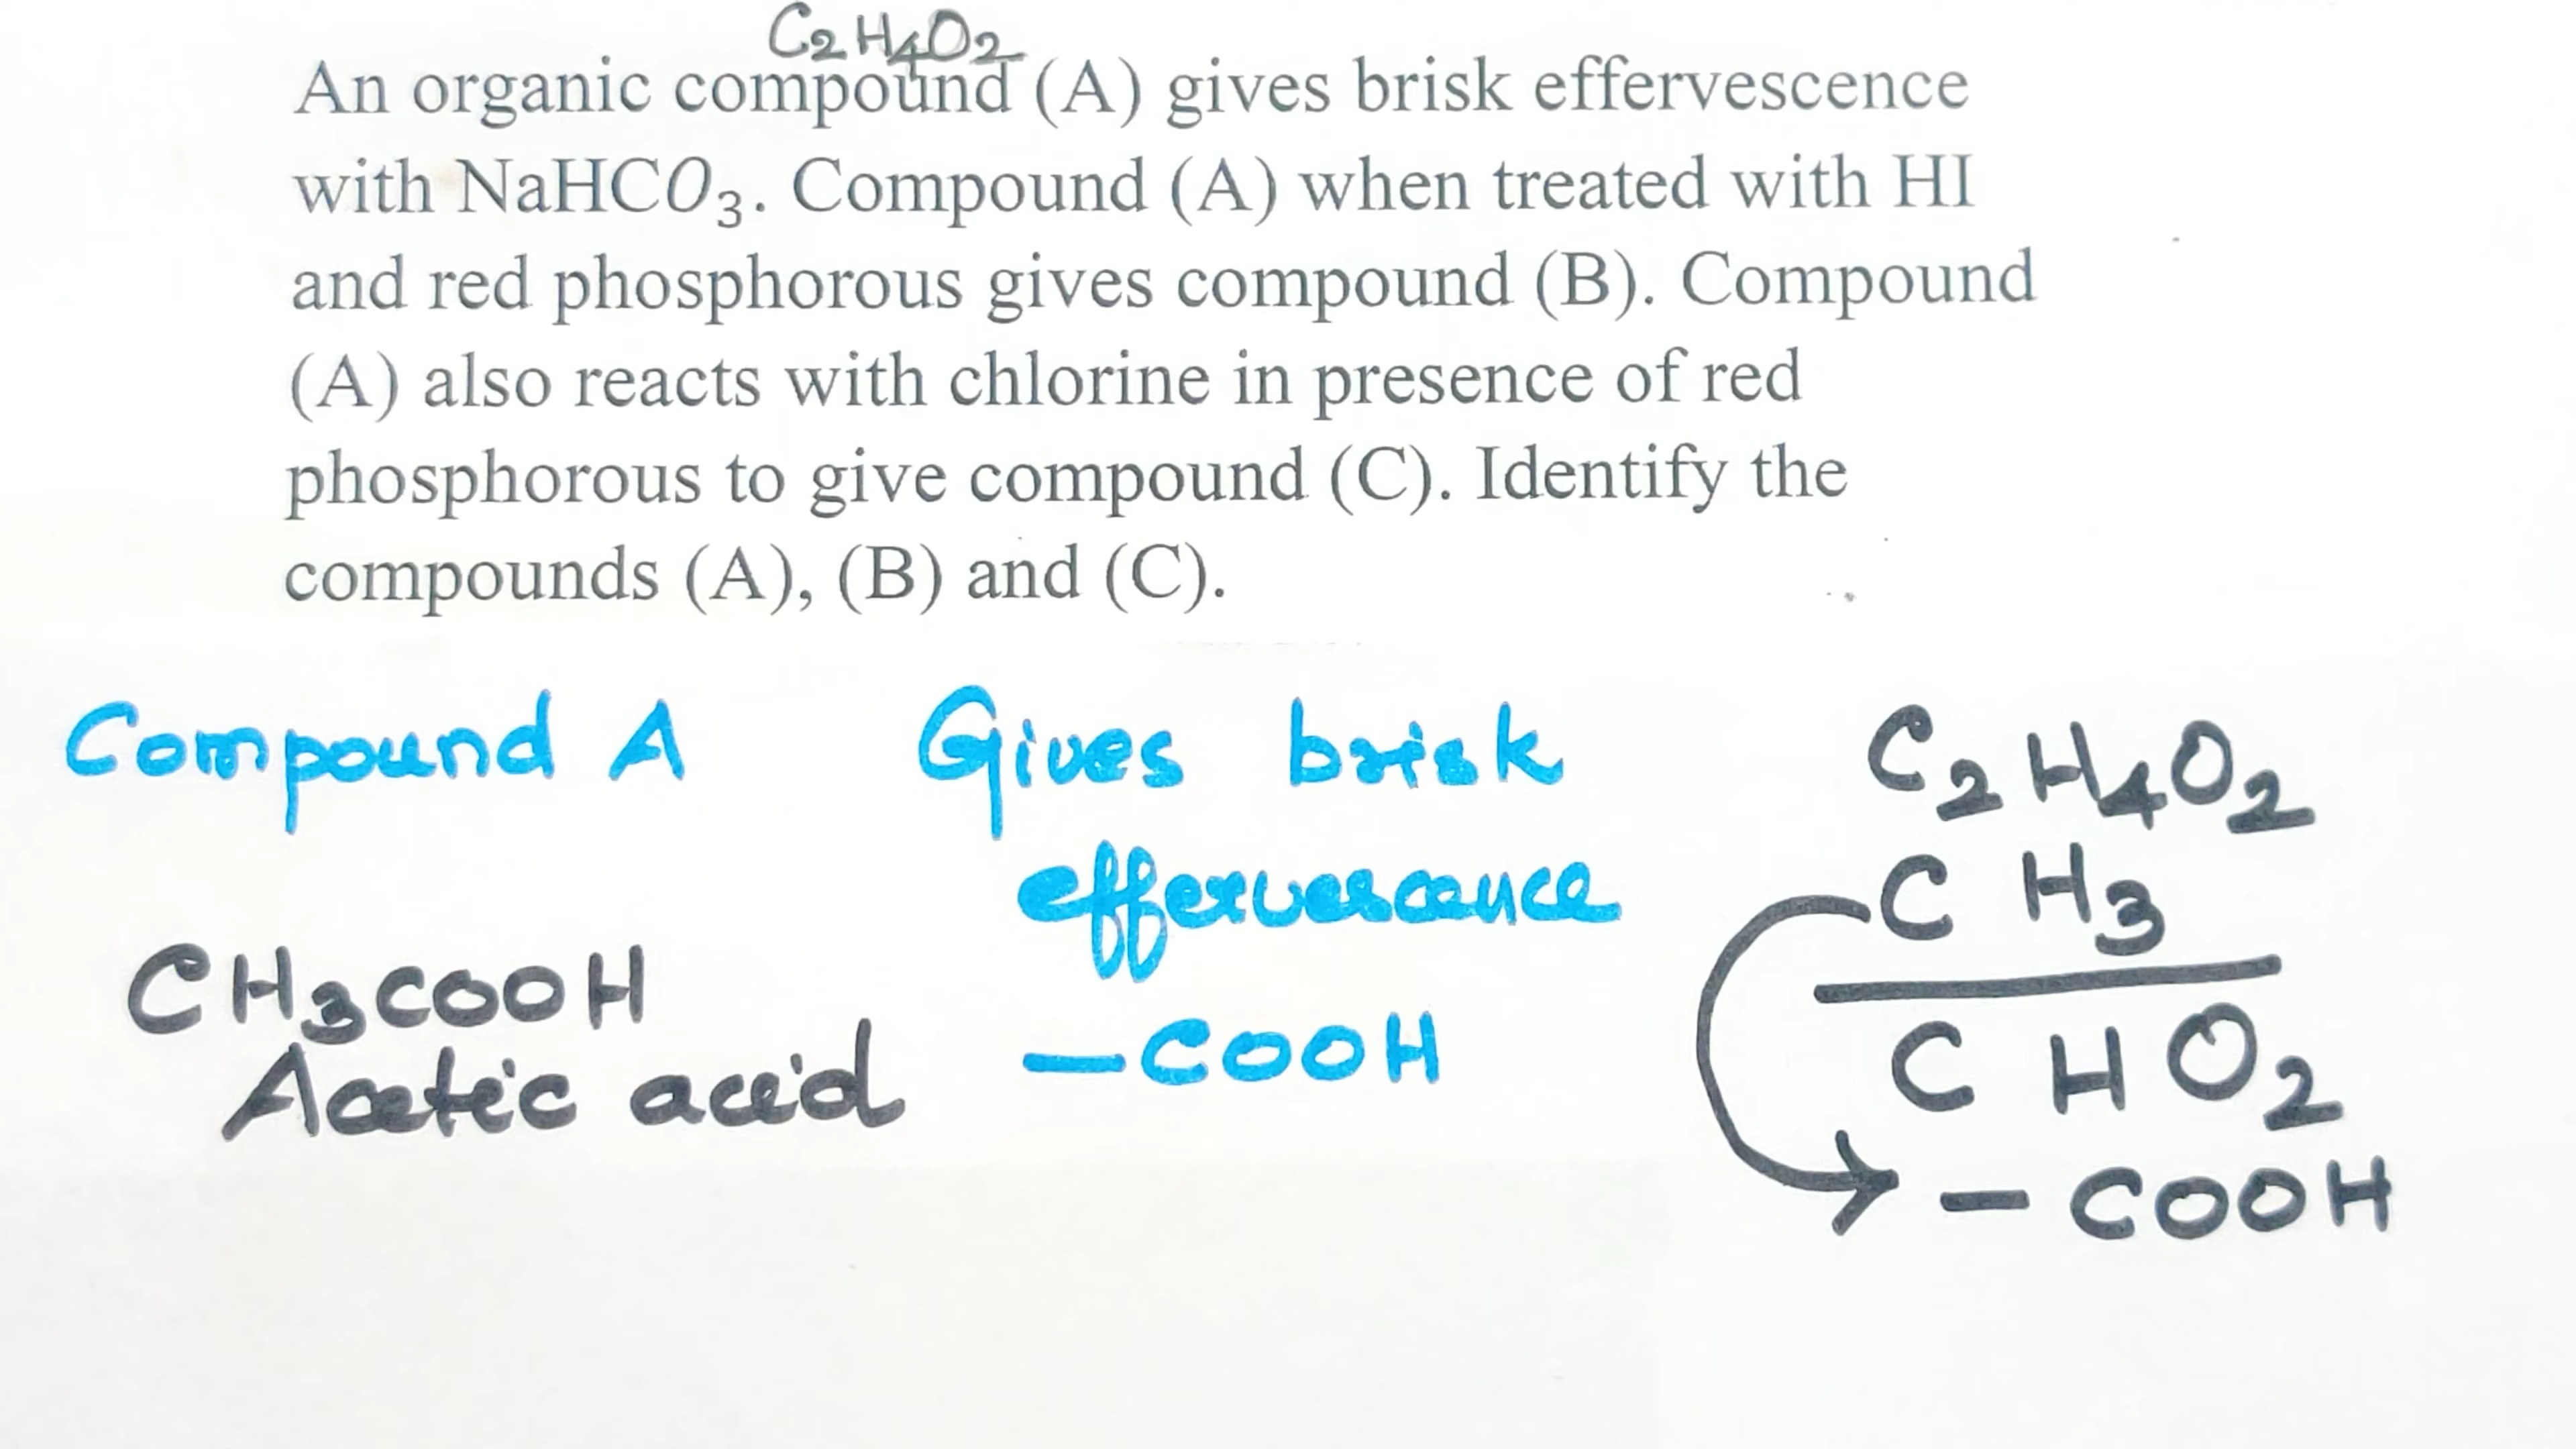 C₂H₄O₂
An organic compound (A) gives brisk effervescence
with NaHCO₃. Compound (A) when treated with HI
and red phosphorous gives compound (B). Compound
(A) also reacts with chlorine in presence of red
phosphorous to give compound (C). Identify the
compounds (A), (B) and (C).
Compound A
CH₃COOH
Acetic acid
Gives brisk
effervescence
—COOH
C₂H₄O₂
C H₃
C H O₂
– COOH